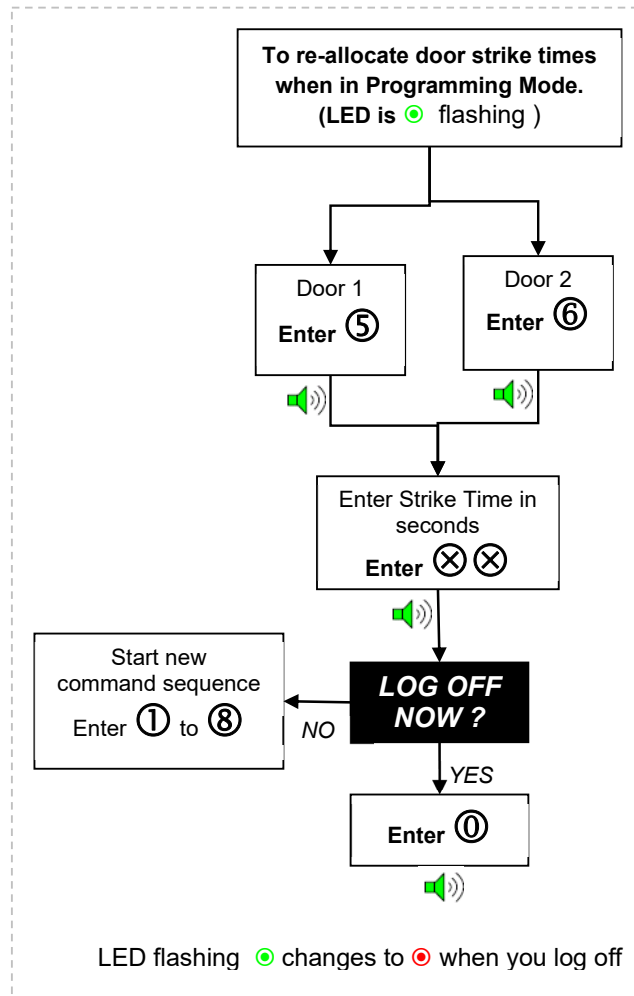 To re-allocate door strike times
when in Programming Mode.
(LED is flashing )
Door 1
Enter ⑤
Door 2
Enter ⑥
Enter Strike Time in
seconds
Enter ⓧⓧ
Start new
command sequence
Enter ① to ⑧
LOG OFF
NOW ?
NO
YES
Enter ⓪
LED flashing changes to when you log off